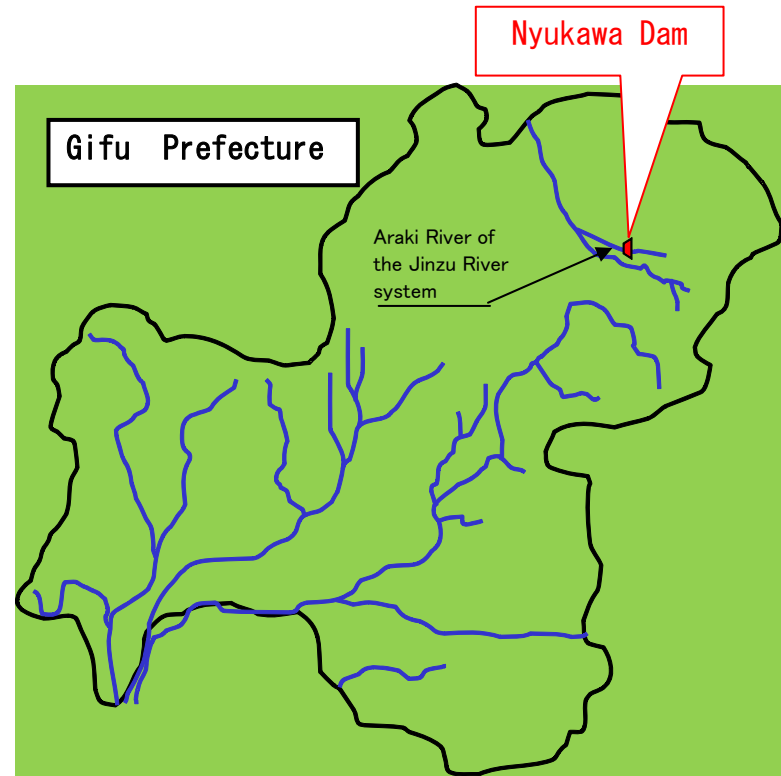 Nyukawa Dam
Gifu Prefecture
Araki River of
the Jinzu River
system